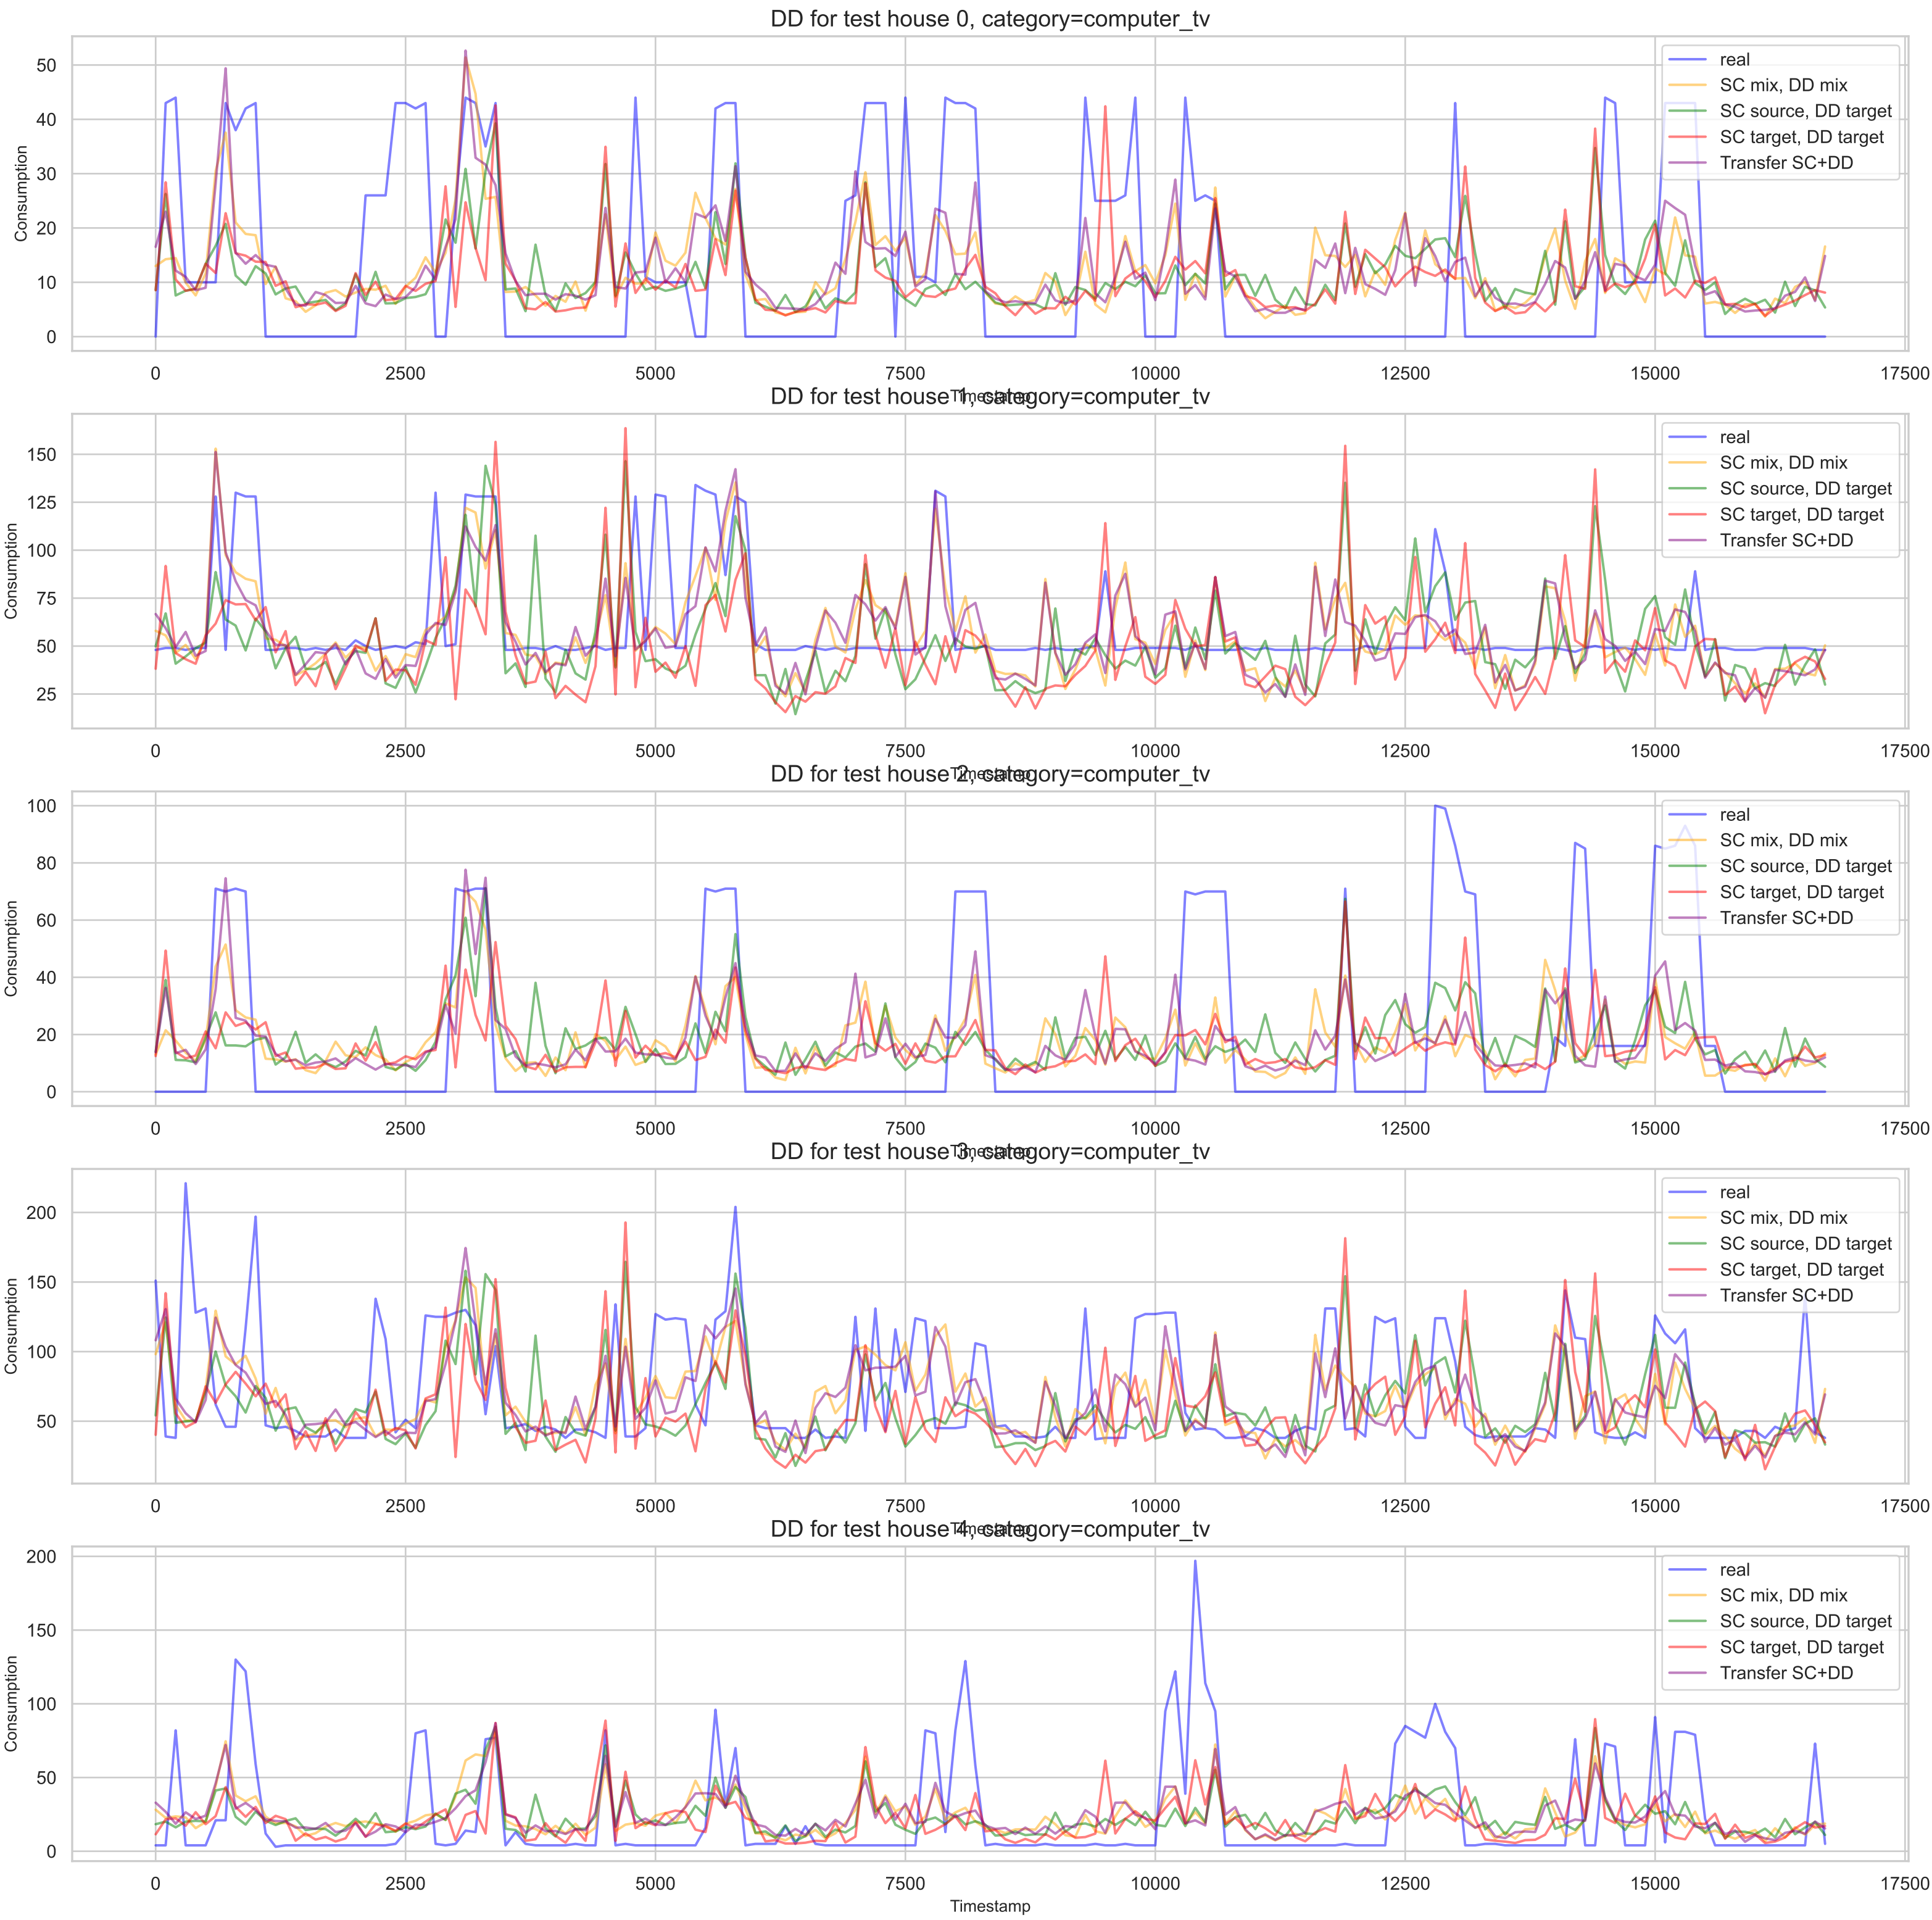 DD for test house 0, category=computer_tv
Consumption
50
40
30
20
10
0
real
SC mix, DD mix
SC source, DD target
SC target, DD target
Transfer SC+DD
0 2500 5000 7500 10000 12500 15000 17500
Timestamp
DD for test house 1, category=computer_tv
Consumption
150
125
100
75
50
25
real
SC mix, DD mix
SC source, DD target
SC target, DD target
Transfer SC+DD
0 2500 5000 7500 10000 12500 15000 17500
Timestamp
DD for test house 2, category=computer_tv
Consumption
100
80
60
40
20
0
real
SC mix, DD mix
SC source, DD target
SC target, DD target
Transfer SC+DD
0 2500 5000 7500 10000 12500 15000 17500
Timestamp
DD for test house 3, category=computer_tv
Consumption
200
150
100
50
real
SC mix, DD mix
SC source, DD target
SC target, DD target
Transfer SC+DD
0 2500 5000 7500 10000 12500 15000 17500
Timestamp
DD for test house 4, category=computer_tv
Consumption
200
150
100
50
0
real
SC mix, DD mix
SC source, DD target
SC target, DD target
Transfer SC+DD
0 2500 5000 7500 10000 12500 15000 17500
Timestamp